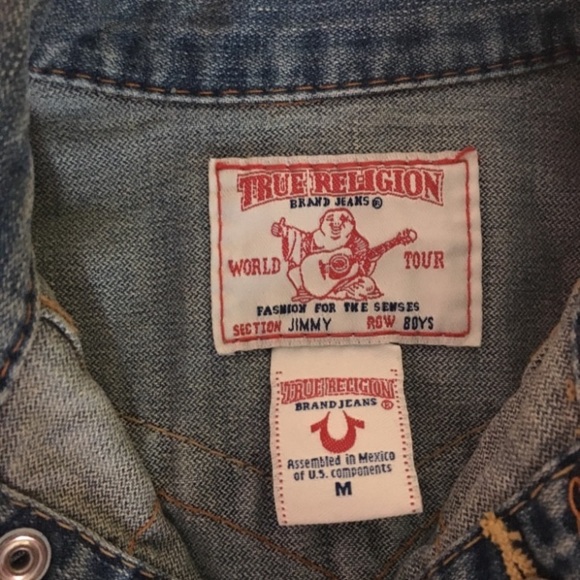 TRUE RELIGION
BRAND JEANS®
WORLD TOUR
FASHION FOR THE SENSES
SECTION JIMMY ROW BOYS
TRUE RELIGION
BRAND JEANS®
Assembled in Mexico
of U.S. components
M